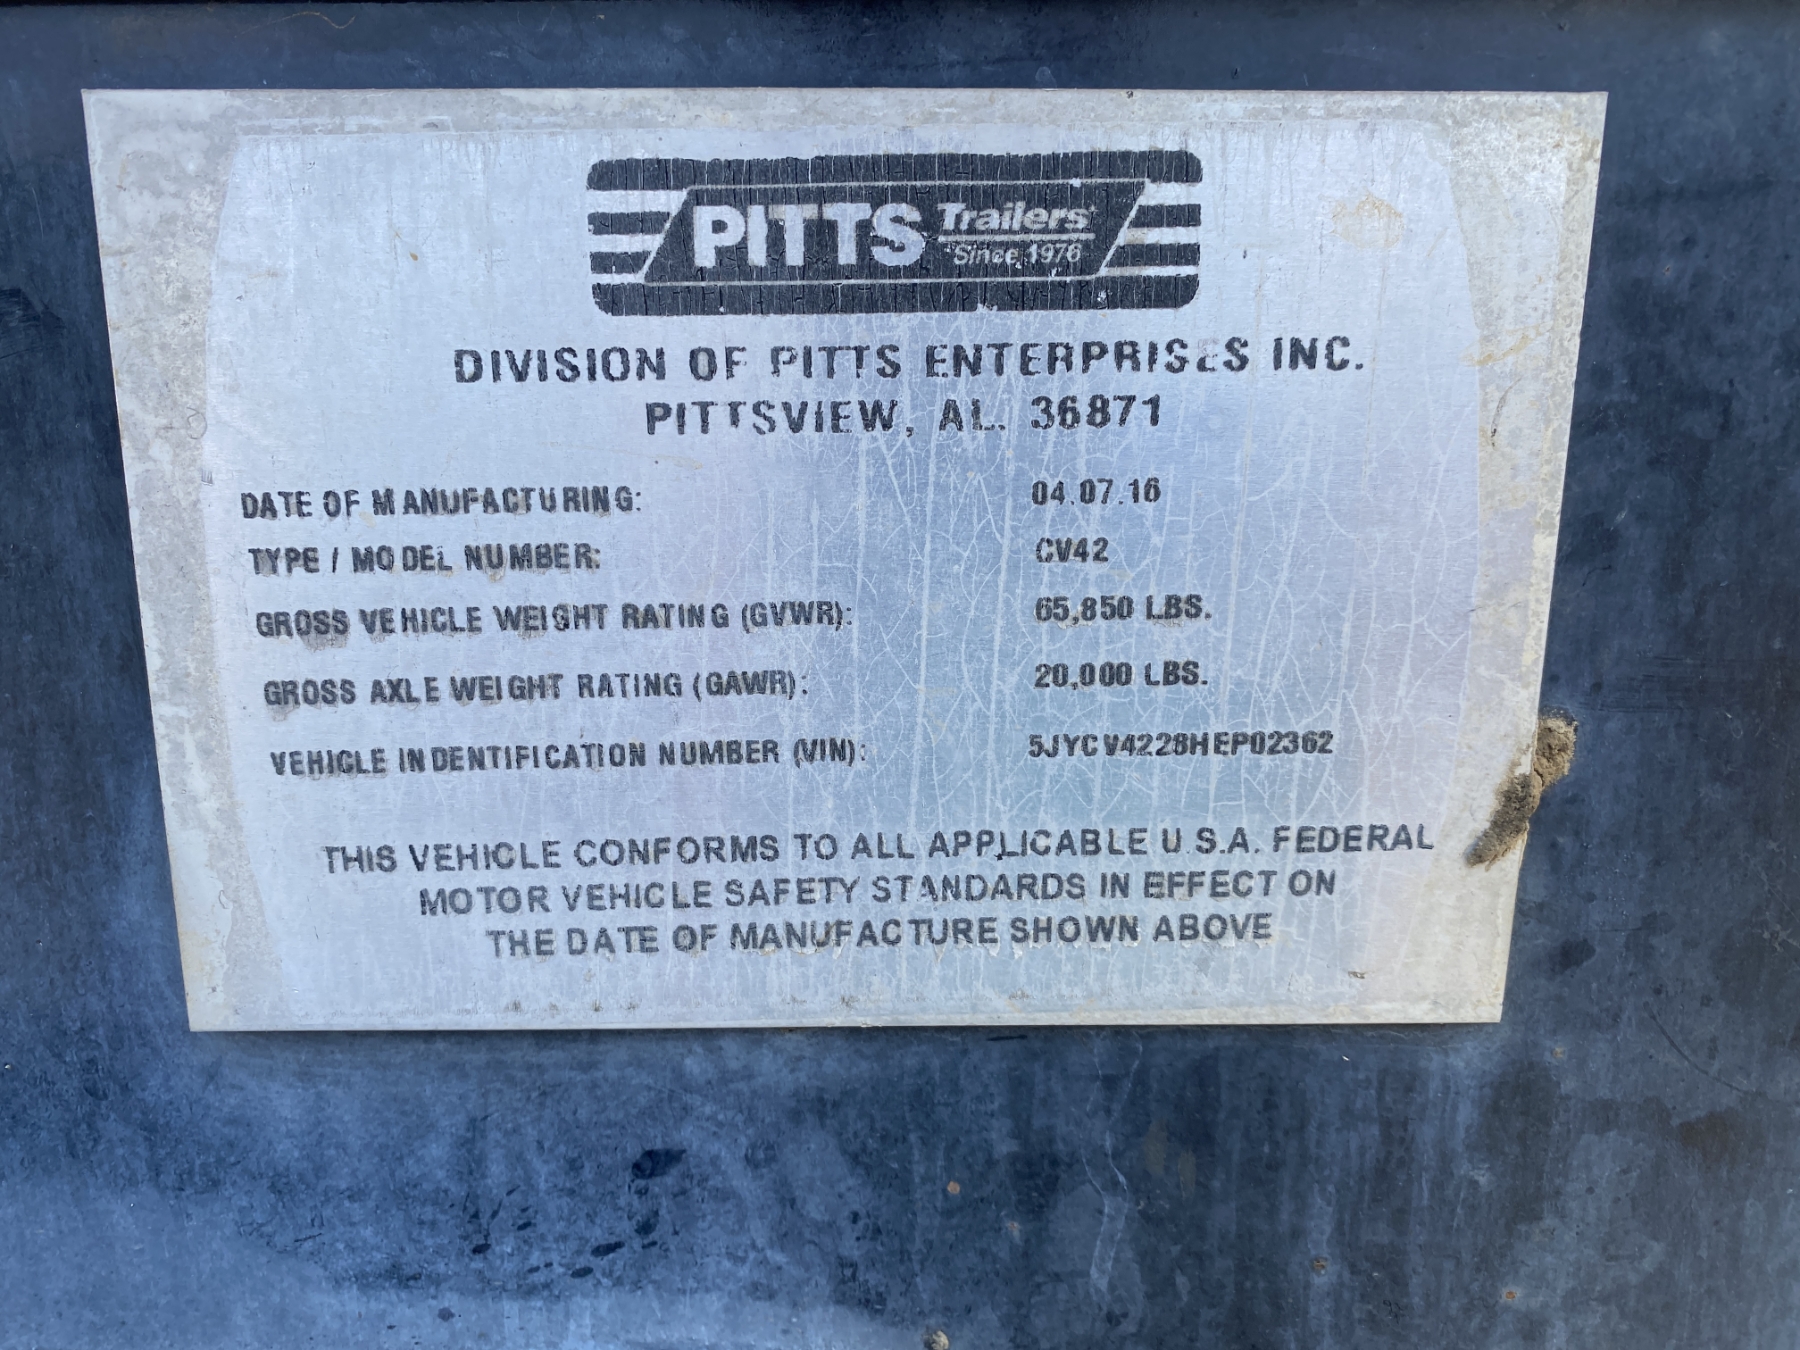 PITTS Trailers
Since 1976
DIVISION OF PITTS ENTERPRISES INC.
PITTSVIEW, AL. 36871
DATE OF MANUFACTURING: 04.07.16
TYPE / MODEL NUMBER: CV42
GROSS VEHICLE WEIGHT RATING (GVWR): 65,850 LBS.
GROSS AXLE WEIGHT RATING (GAWR): 20,000 LBS.
VEHICLE INDENTIFICATION NUMBER (VIN): 5JYCV4228HEP02362
THIS VEHICLE CONFORMS TO ALL APPLICABLE U.S.A. FEDERAL
MOTOR VEHICLE SAFETY STANDARDS IN EFFECT ON
THE DATE OF MANUFACTURE SHOWN ABOVE